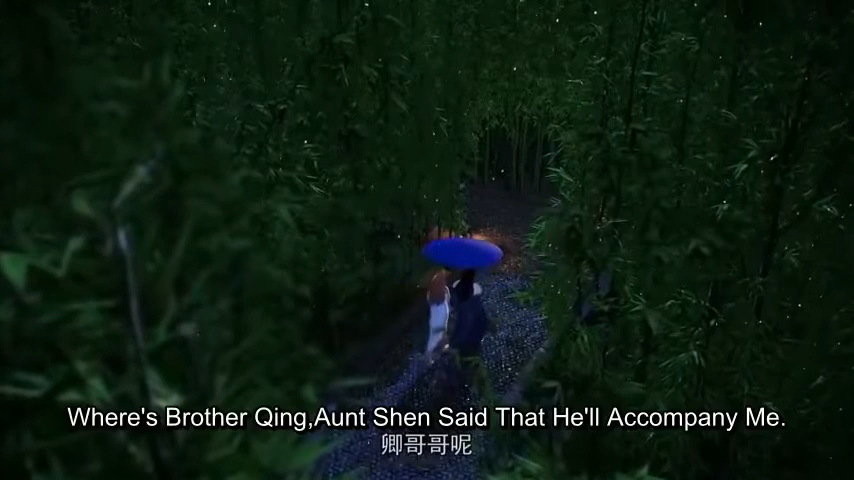 Where's Brother Qing,Aunt Shen Said That He'll Accompany Me.
卿哥哥呢